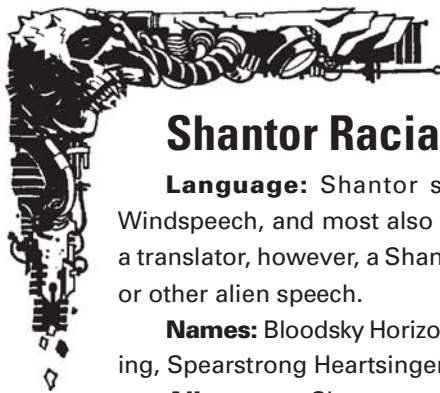 Shantor Racia
Language: Shantor s
Windspeech, and most also
a translator, however, a Shan
or other alien speech.
Names: Bloodsky Horizo
ing, Spearstrong Heartsinger